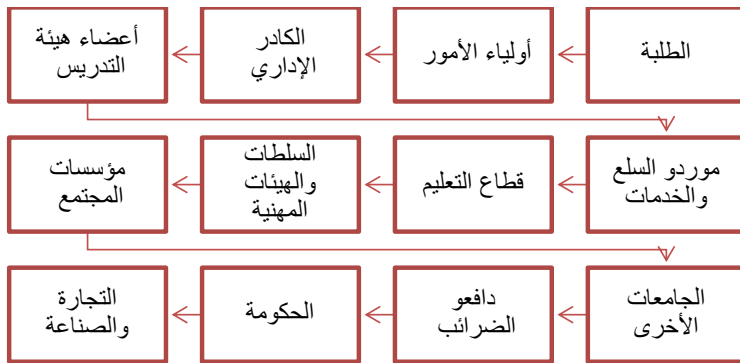 الطلبة
أولياء الأمور
الكادر
الإداري
أعضاء هيئة
التدريس
موردو السلع
والخدمات
قطاع التعليم
السلطات
والهيئات
المهنية
مؤسسات
المجتمع
الجامعات
الأخرى
دافعو
الضرائب
الحكومة
التجارة
والصناعة